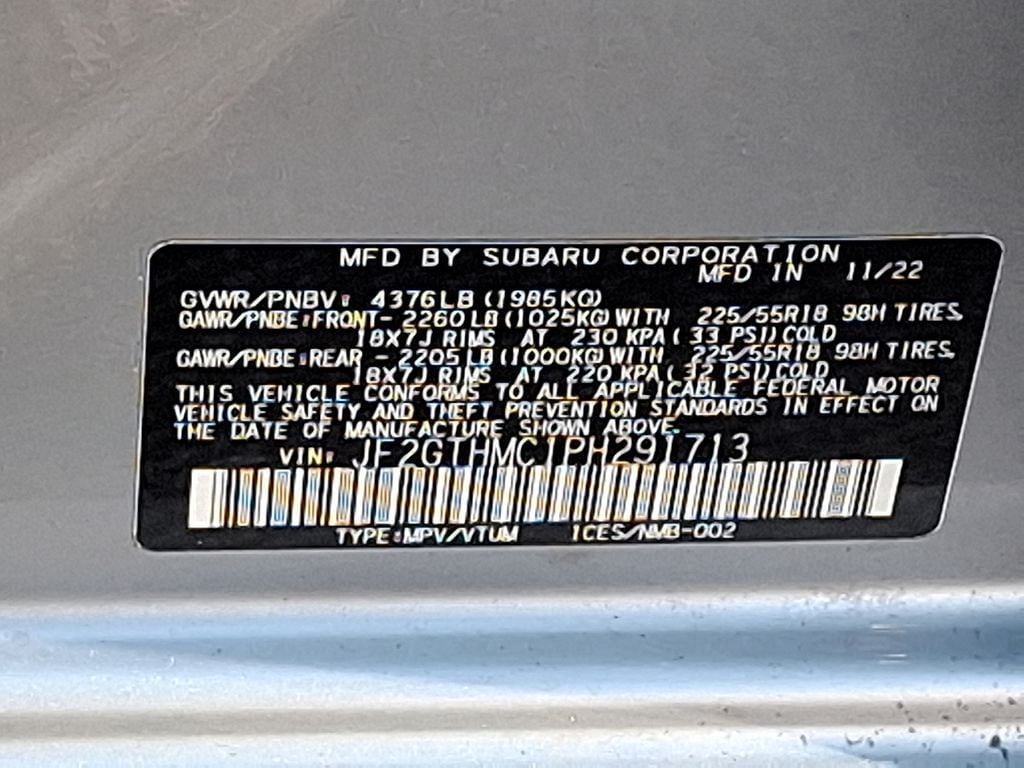 MFD BY SUBARU CORPORATION
MFD IN 11/22
GVWR/PNBV: 4376LB (1985KG)
GAWR/PNBE:FRONT- 2260LB(1025KG)WITH 225/55R18 98H TIRES,
18X7J RIMS AT 230 KPA( 33 PSI)COLD
GAWR/PNBE:REAR - 2205LB(1000KG)WITH 225/55R18 98H TIRES,
18X7J RIMS AT 220 KPA( 32 PSI)COLD
THIS VEHICLE CONFORMS TO ALL APPLICABLE FEDERAL MOTOR
VEHICLE SAFETY AND THEFT PREVENTION STANDARDS IN EFFECT ON
THE DATE OF MANUFACTURE SHOWN ABOVE.
VIN: JF2GTHMC1PH291713
TYPE:MPV/VTUM ICES/NMB-002